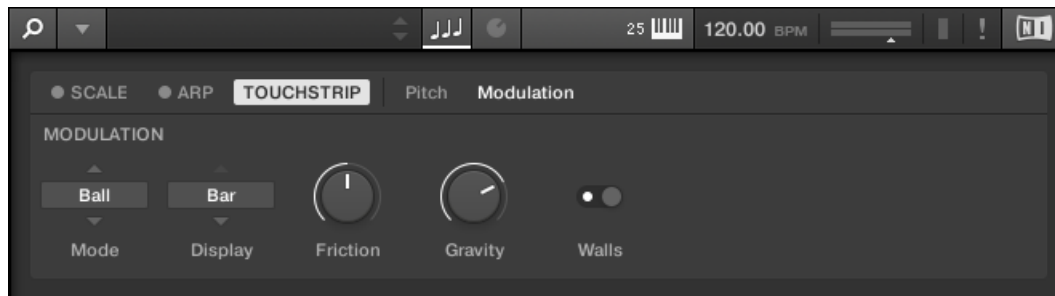 25 120.00 BPM ! NI
SCALE ARP TOUCHSTRIP Pitch Modulation
MODULATION
Ball Bar
Mode Display Friction Gravity Walls